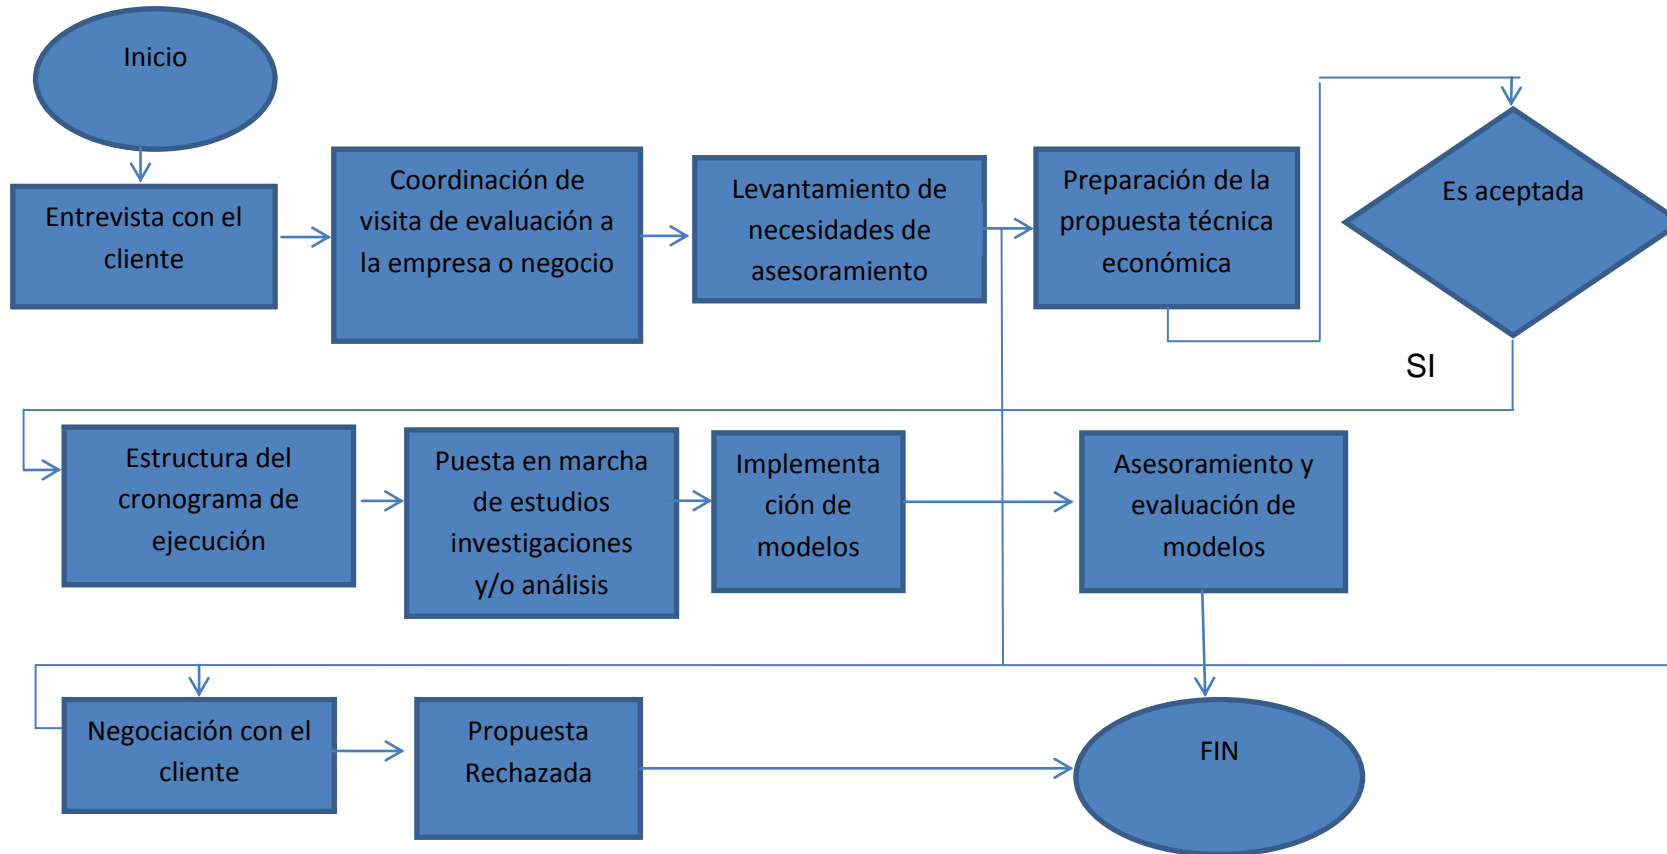 Inicio
Entrevista con el
cliente
Coordinación de
visita de evaluación a
la empresa o negocio
Levantamiento de
necesidades de
asesoramiento
Preparación de la
propuesta técnica
económica
Es aceptada
SI
Estructura del
cronograma de
ejecución
Puesta en marcha
de estudios
investigaciones
y/o análisis
Implementa
ción de
modelos
Asesoramiento y
evaluación de
modelos
Negociación con el
cliente
Propuesta
Rechazada
FIN